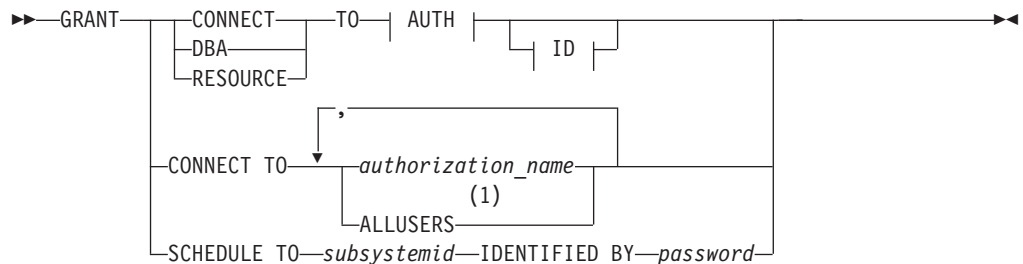 GRANT CONNECT TO AUTH
DBA ID
RESOURCE
,
CONNECT TO authorization_name
(1)
ALLUSERS
SCHEDULE TO subsystemid IDENTIFIED BY password